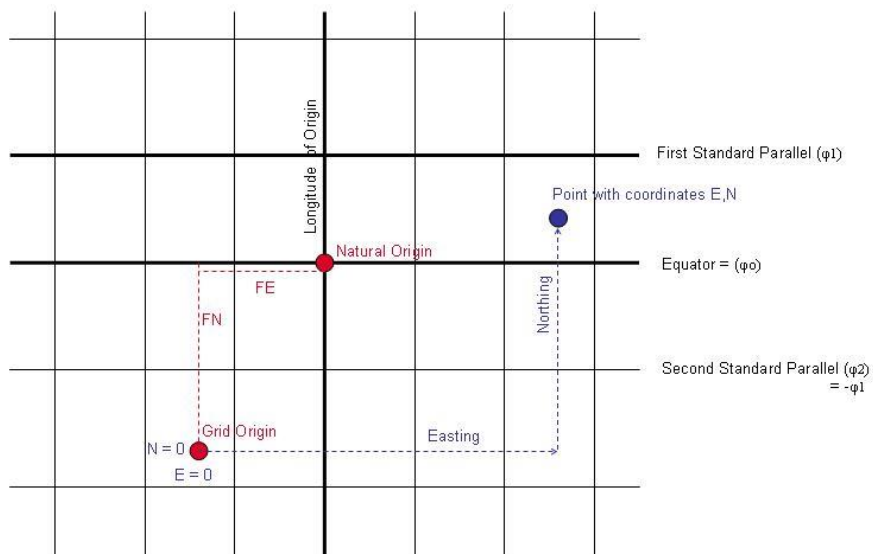 Longitude of Origin
First Standard Parallel (φ1)
Point with coordinates E,N
Natural Origin
Equator = (φo)
FE
Northing
FN
Second Standard Parallel (φ2)
= -φ1
Grid Origin
Easting
N = 0
E = 0